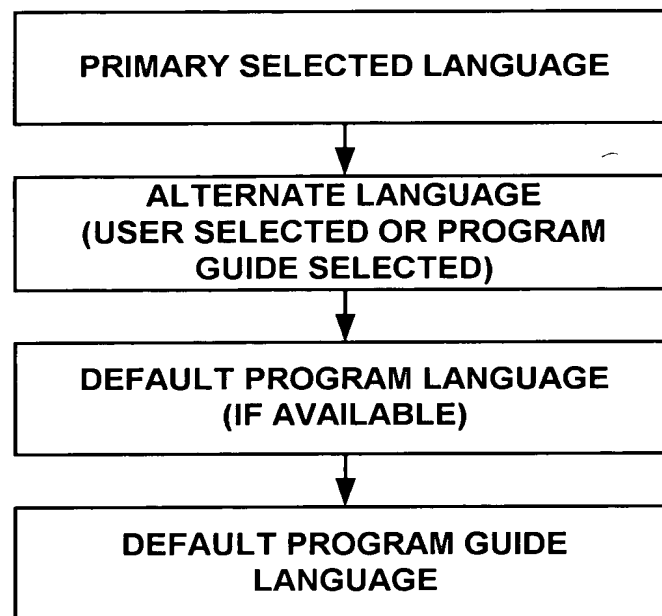 PRIMARY SELECTED LANGUAGE
ALTERNATE LANGUAGE
(USER SELECTED OR PROGRAM
GUIDE SELECTED)
DEFAULT PROGRAM LANGUAGE
(IF AVAILABLE)
DEFAULT PROGRAM GUIDE
LANGUAGE